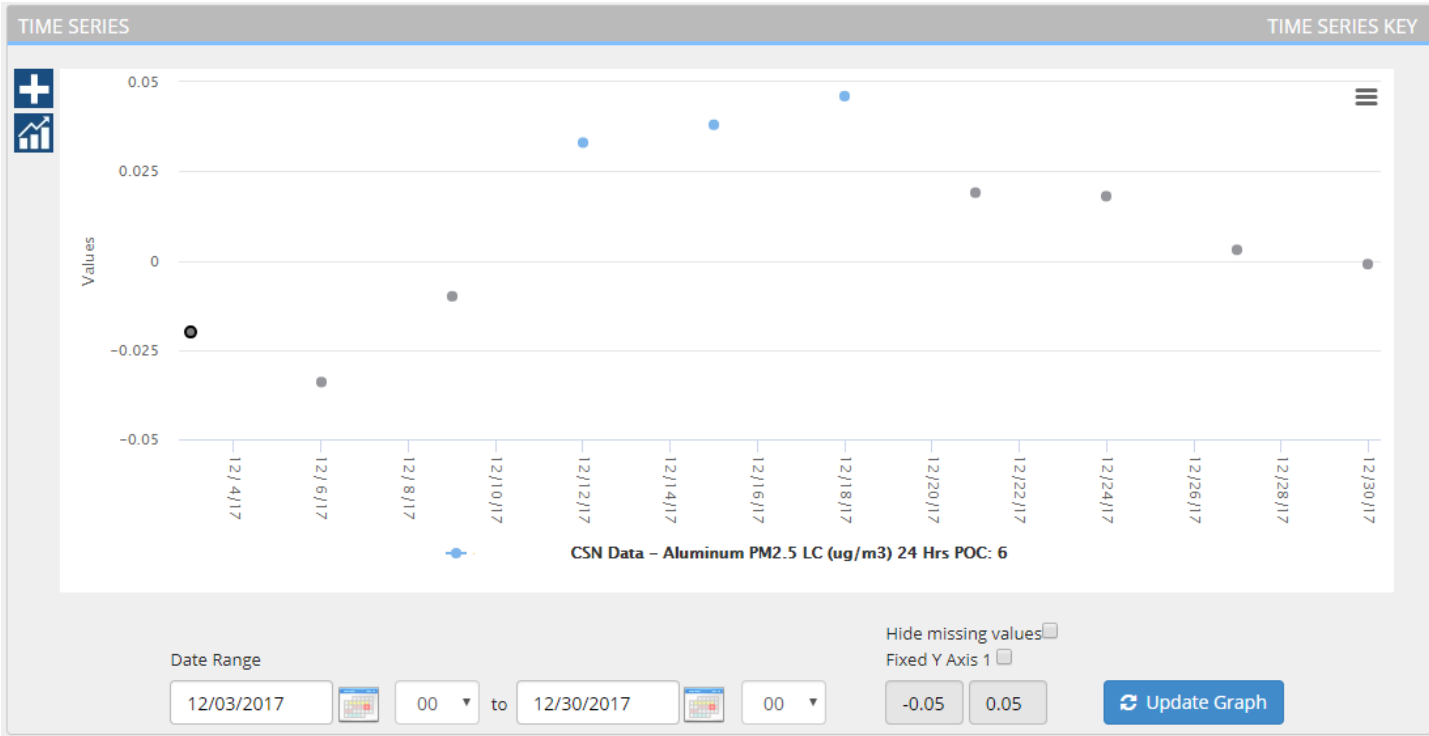 TIME SERIES
TIME SERIES KEY
0.05
0.025
0
−0.025
−0.05
Values
12/ 4/17
12/ 6/17
12/ 8/17
12/10/17
12/12/17
12/14/17
12/16/17
12/18/17
12/20/17
12/22/17
12/24/17
12/26/17
12/28/17
12/30/17
CSN Data – Aluminum PM2.5 LC (ug/m3) 24 Hrs POC: 6
Hide missing values
Date Range
Fixed Y Axis 1
12/03/2017 00 to 12/30/2017 00 -0.05 0.05 Update Graph